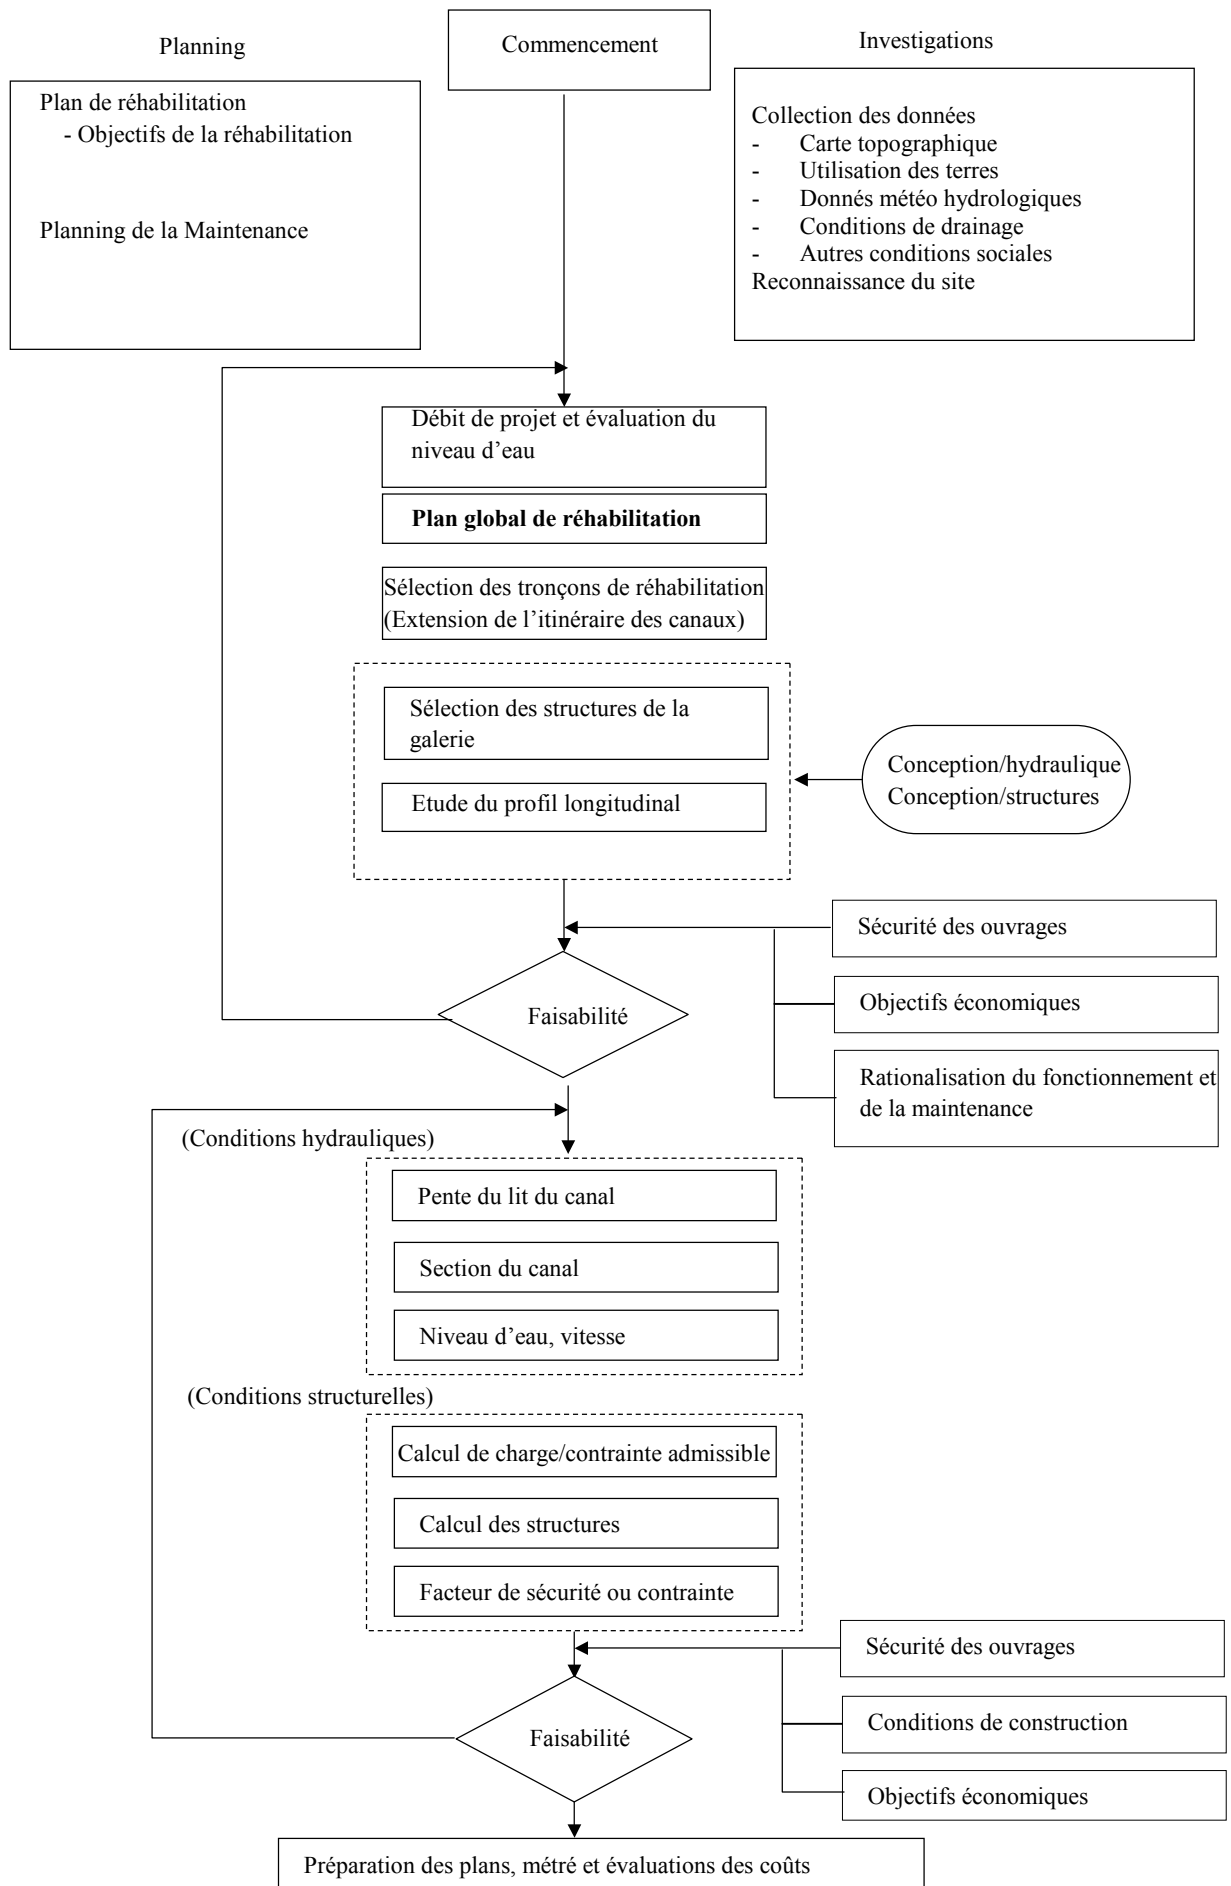 Planning
Commencement
Investigations
Plan de réhabilitation
- Objectifs de la réhabilitation
Planning de la Maintenance
Collection des données
- Carte topographique
- Utilisation des terres
- Donnés météo hydrologiques
- Conditions de drainage
- Autres conditions sociales
Reconnaissance du site
Débit de projet et évaluation du
niveau d’eau
Plan global de réhabilitation
Sélection des tronçons de réhabilitation
(Extension de l’itinéraire des canaux)
Sélection des structures de la
galerie
Etude du profil longitudinal
Conception/hydraulique
Conception/structures
Sécurité des ouvrages
Objectifs économiques
Rationalisation du fonctionnement et
de la maintenance
Faisabilité
(Conditions hydrauliques)
Pente du lit du canal
Section du canal
Niveau d’eau, vitesse
(Conditions structurelles)
Calcul de charge/contrainte admissible
Calcul des structures
Facteur de sécurité ou contrainte
Sécurité des ouvrages
Conditions de construction
Objectifs économiques
Faisabilité
Préparation des plans, métré et évaluations des coûts